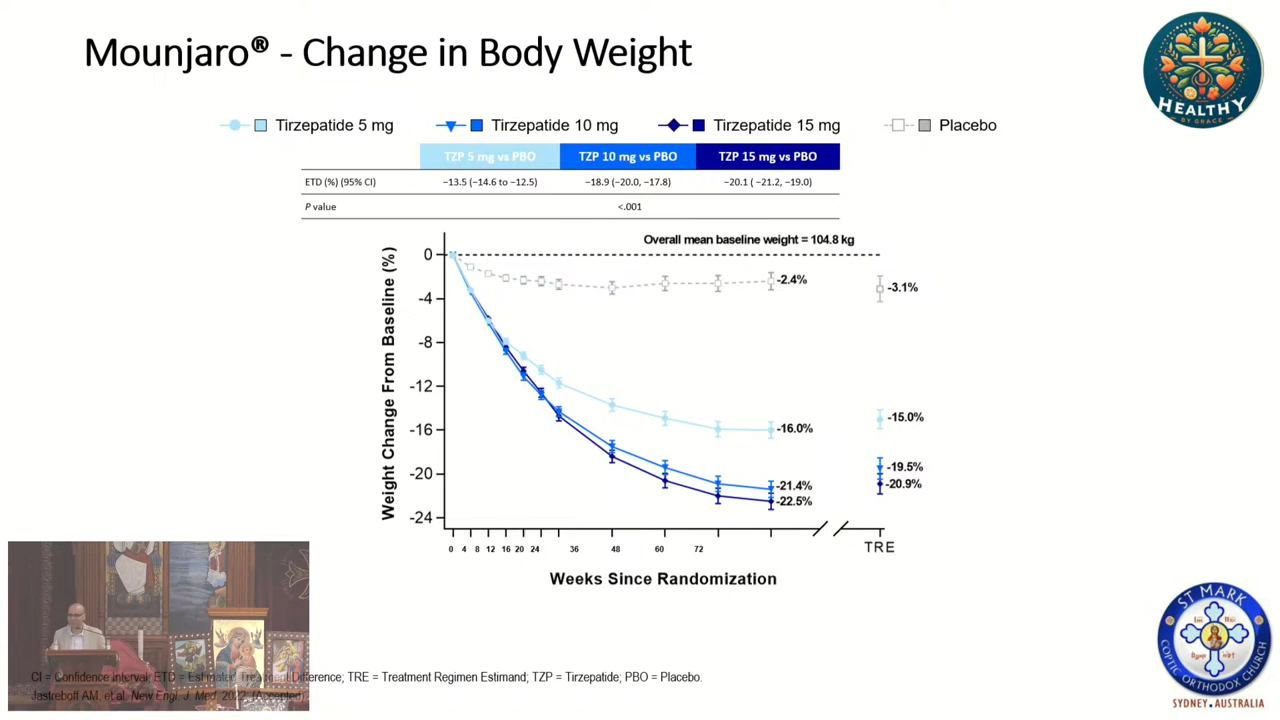 Mounjaro® - Change in Body Weight
HEALTHY
BY GRACE
Tirzepatide 5 mg Tirzepatide 10 mg Tirzepatide 15 mg Placebo
TZP 5 mg vs PBO TZP 10 mg vs PBO TZP 15 mg vs PBO
ETD (%) (95% CI) −13.5 (−14.6 to −12.5) −18.9 (−20.0, −17.8) −20.1 ( −21.2, −19.0)
P value <.001
Overall mean baseline weight = 104.8 kg
Weight Change From Baseline (%)
0
-4
-8
-12
-16
-20
-24
-2.4%
-3.1%
-16.0%
-15.0%
-21.4%
-19.5%
-22.5%
-20.9%
0 4 8 12 16 20 24 36 48 60 72 TRE
Weeks Since Randomization
CI = Confidence Interval; ETD = Estimated Treatment Difference; TRE = Treatment Regimen Estimand; TZP = Tirzepatide; PBO = Placebo.
Jastreboff AM, et al. New Engl. J. Med. 2022; (Accepted)
ST MARK
COPTIC ORTHODOX CHURCH
SYDNEY • AUSTRALIA